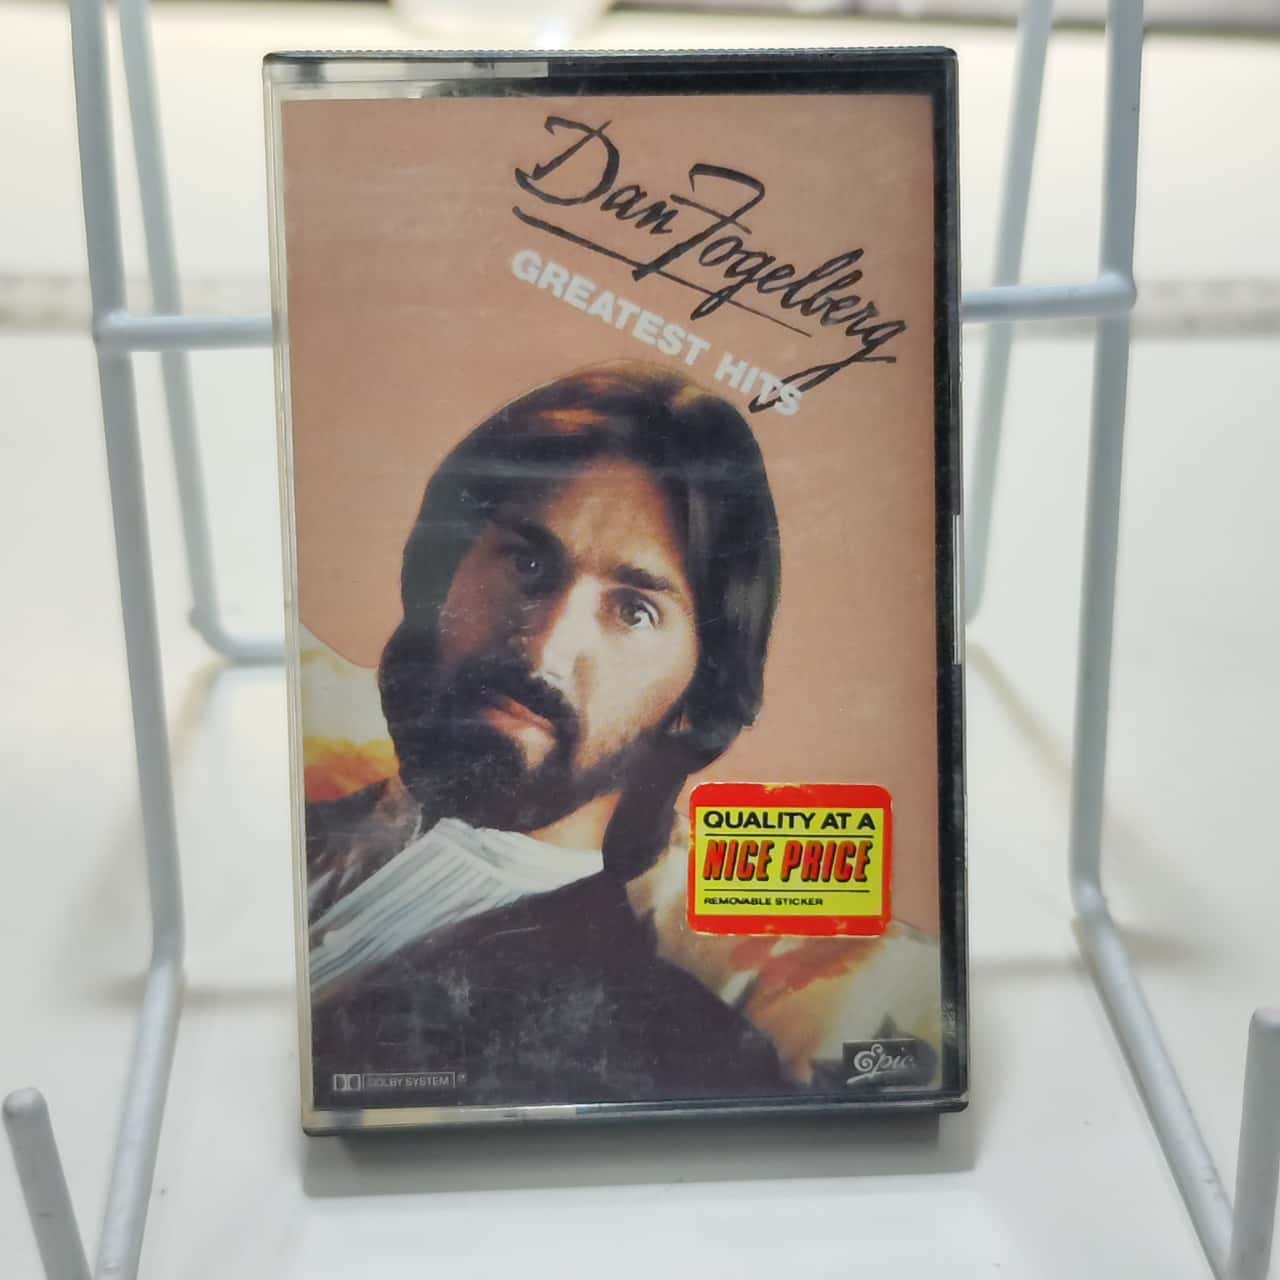 Dan Fogelberg
GREATEST HITS
QUALITY AT A
NICE PRICE
REMOVABLE STICKER
DOLBY SYSTEM
Epic